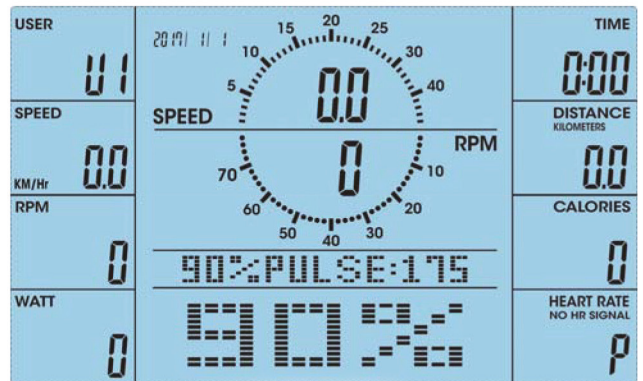 USER
U1
SPEED
KM/Hr 0.0
RPM
0
WATT
0
2017/ 1/ 1
5 10 15 20 25 30 40
SPEED 0.0
0 RPM
70 60 50 40 30 20 10
90%PULSE:175
90%
TIME
0:00
DISTANCE
KILOMETERS
0.0
CALORIES
0
HEART RATE
NO HR SIGNAL
P